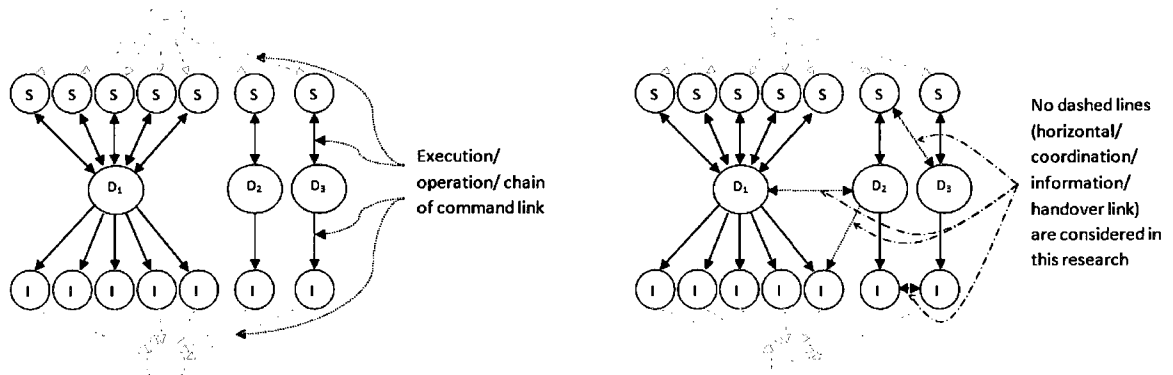 S S S S S S S
Execution/
operation/ chain
of command link
D₁ D₂ D₃
I I I I I I I
S S S S S S S
No dashed lines
(horizontal/
coordination/
information/
handover link)
are considered in
this research
D₁ D₂ D₃
I I I I I I I